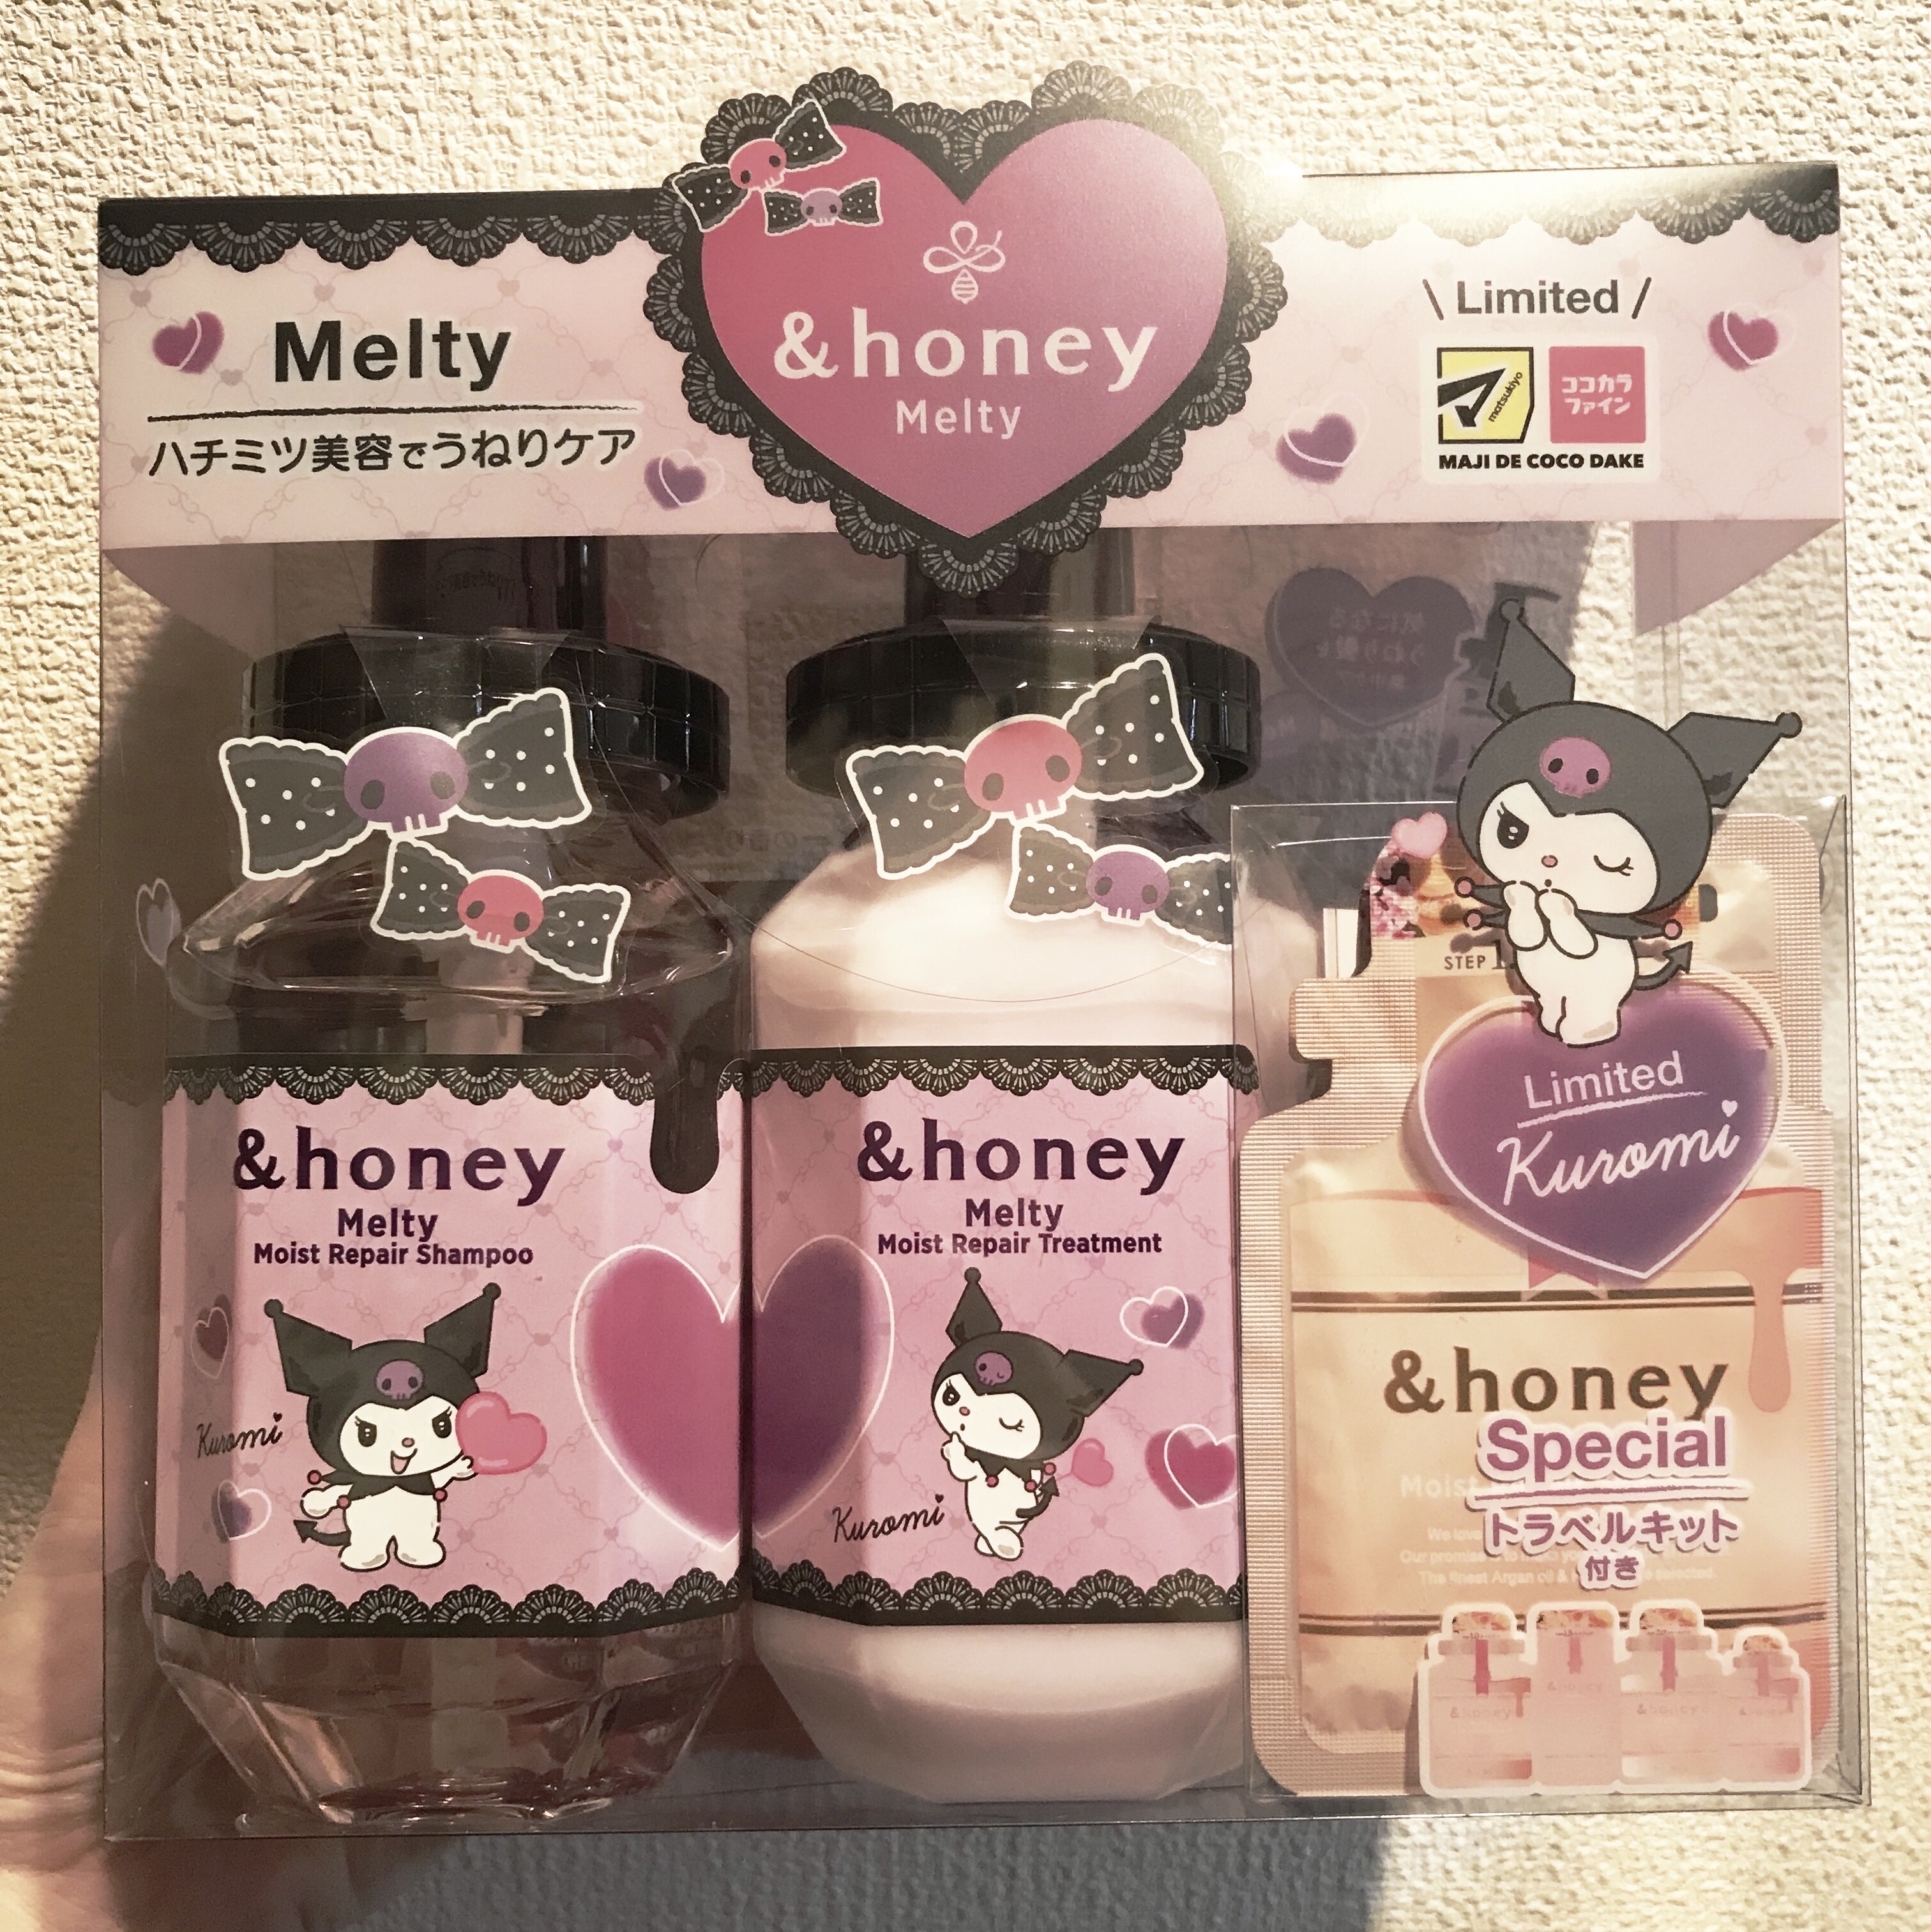 Melty
ハチミツ美容でうねりケア
&honey
Melty
\ Limited /
matsukiyo
ココカラ
ファイン
MAJI DE COCO DAKE
&honey
Melty
Moist Repair Shampoo
Kuromi
&honey
Melty
Moist Repair Treatment
Kuromi
STEP 1.
Limited
Kuromi
&honey
Special
トラベルキット
付き